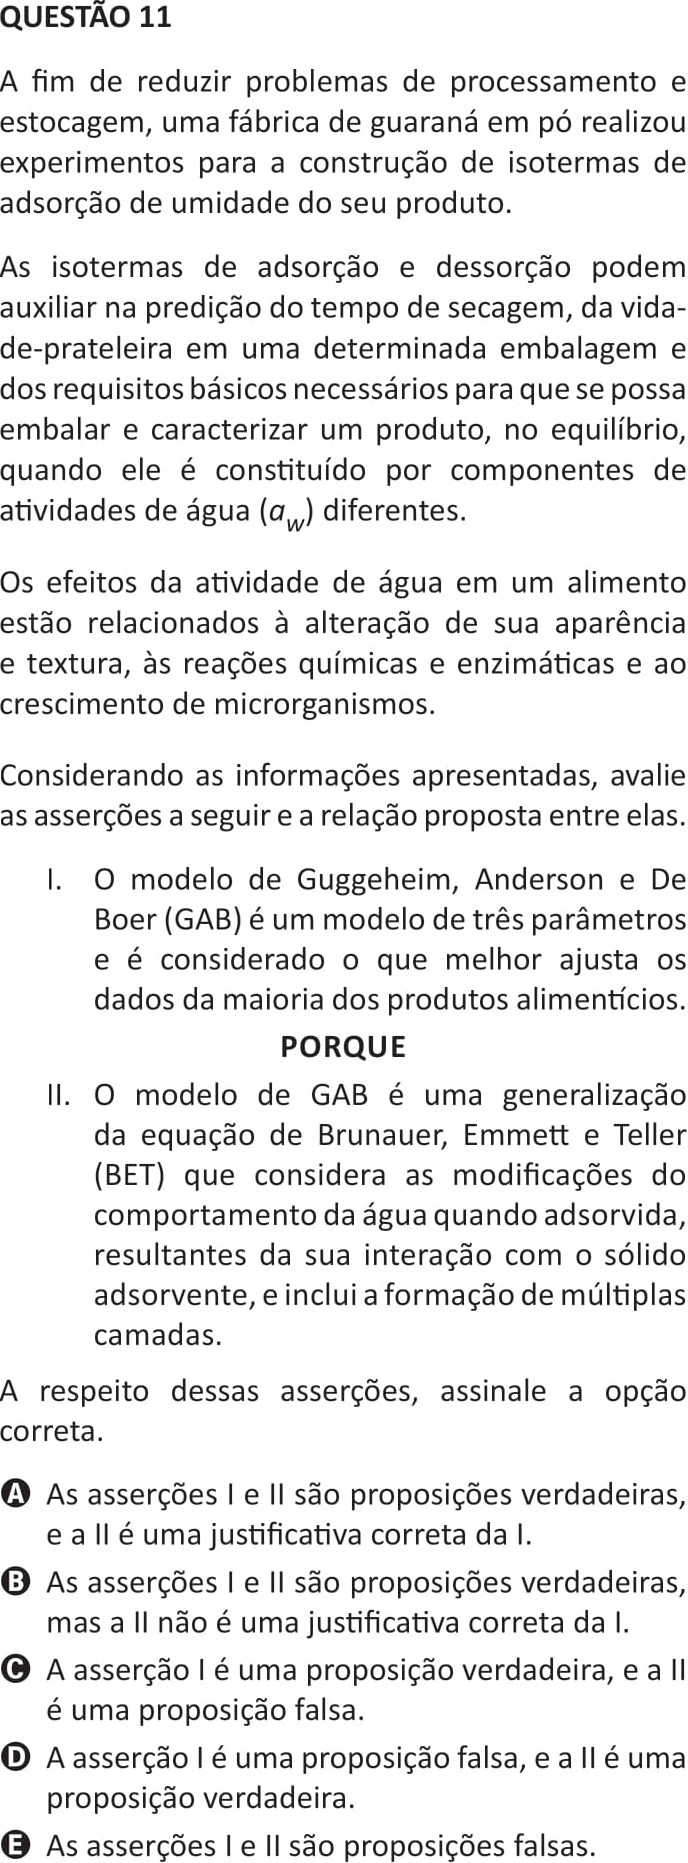 QUESTÃO 11
A fim de reduzir problemas de processamento e
estocagem, uma fábrica de guaraná em pó realizou
experimentos para a construção de isotermas de
adsorção de umidade do seu produto.
As isotermas de adsorção e dessorção podem
auxiliar na predição do tempo de secagem, da vida-
de-prateleira em uma determinada embalagem e
dos requisitos básicos necessários para que se possa
embalar e caracterizar um produto, no equilíbrio,
quando ele é constituído por componentes de
atividades de água (a_w) diferentes.
Os efeitos da atividade de água em um alimento
estão relacionados à alteração de sua aparência
e textura, às reações químicas e enzimáticas e ao
crescimento de microrganismos.
Considerando as informações apresentadas, avalie
as asserções a seguir e a relação proposta entre elas.
I. O modelo de Guggeheim, Anderson e De
Boer (GAB) é um modelo de três parâmetros
e é considerado o que melhor ajusta os
dados da maioria dos produtos alimentícios.
PORQUE
II. O modelo de GAB é uma generalização
da equação de Brunauer, Emmett e Teller
(BET) que considera as modificações do
comportamento da água quando adsorvida,
resultantes da sua interação com o sólido
adsorvente, e inclui a formação de múltiplas
camadas.
A respeito dessas asserções, assinale a opção
correta.
A As asserções I e II são proposições verdadeiras,
e a II é uma justificativa correta da I.
B As asserções I e II são proposições verdadeiras,
mas a II não é uma justificativa correta da I.
C A asserção I é uma proposição verdadeira, e a II
é uma proposição falsa.
D A asserção I é uma proposição falsa, e a II é uma
proposição verdadeira.
E As asserções I e II são proposições falsas.